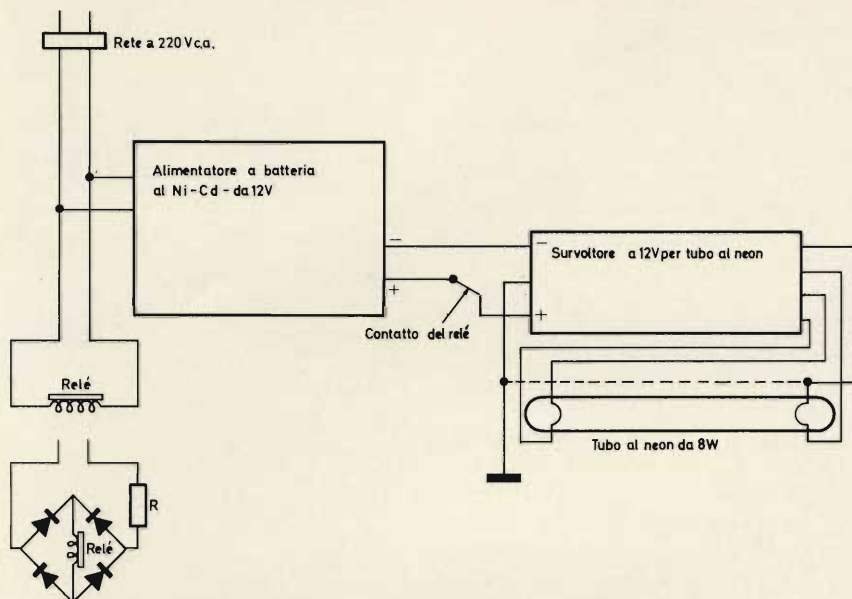 Rete a 220 V c.a.
Alimentatore a batteria
al Ni-Cd-da 12V
−
+
Contatto del relé
− Survoltore a 12V per tubo al neon
+
Relé
Tubo al neon da 8W
R
Relé